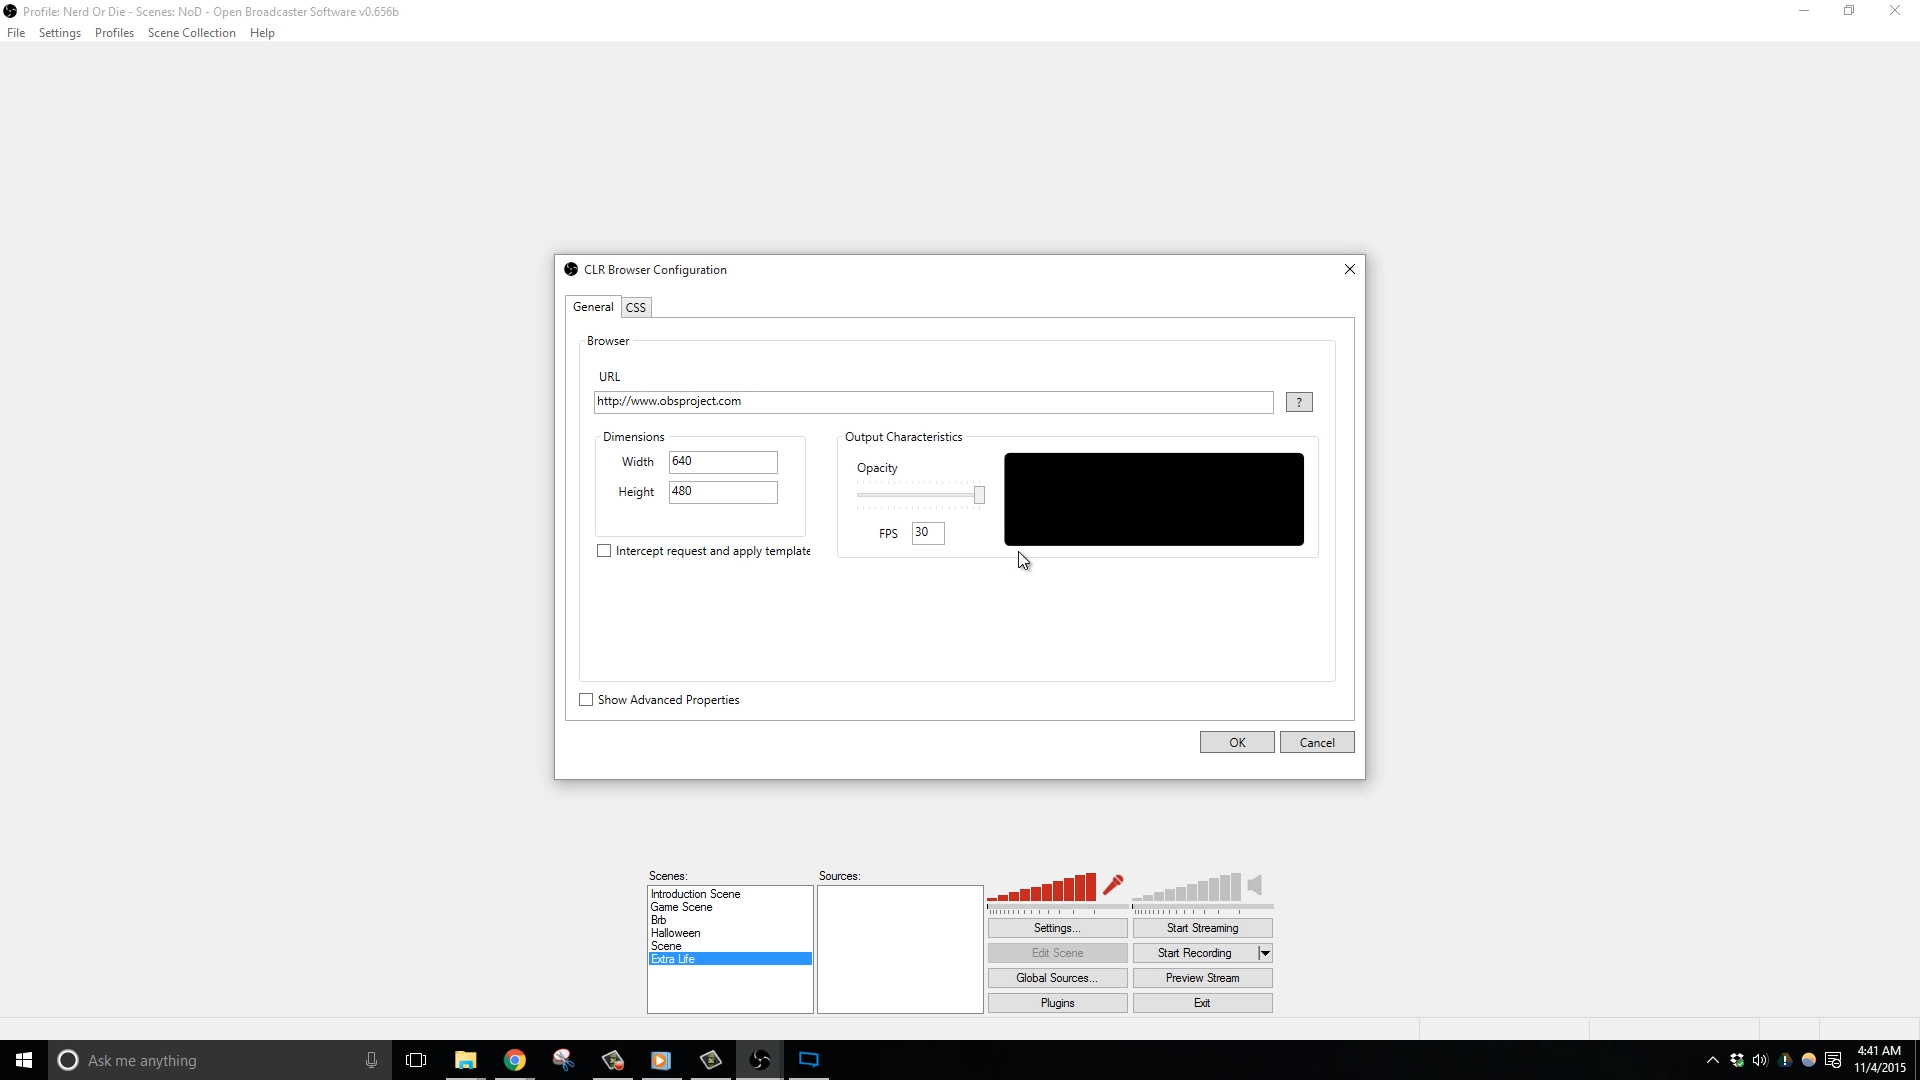 Profile: Nerd Or Die - Scenes: NoD - Open Broadcaster Software v0.656b
File Settings Profiles Scene Collection Help
CLR Browser Configuration
General CSS
Browser
URL
http://www.obsproject.com ?
Dimensions
Width 640
Height 480
Intercept request and apply template
Output Characteristics
Opacity
FPS 30
Show Advanced Properties
OK Cancel
Scenes:
Introduction Scene
Game Scene
Brb
Halloween
Scene
Extra Life
Sources:
Settings... Start Streaming
Edit Scene Start Recording
Global Sources... Preview Stream
Plugins Exit
Ask me anything
4:41 AM
11/4/2015